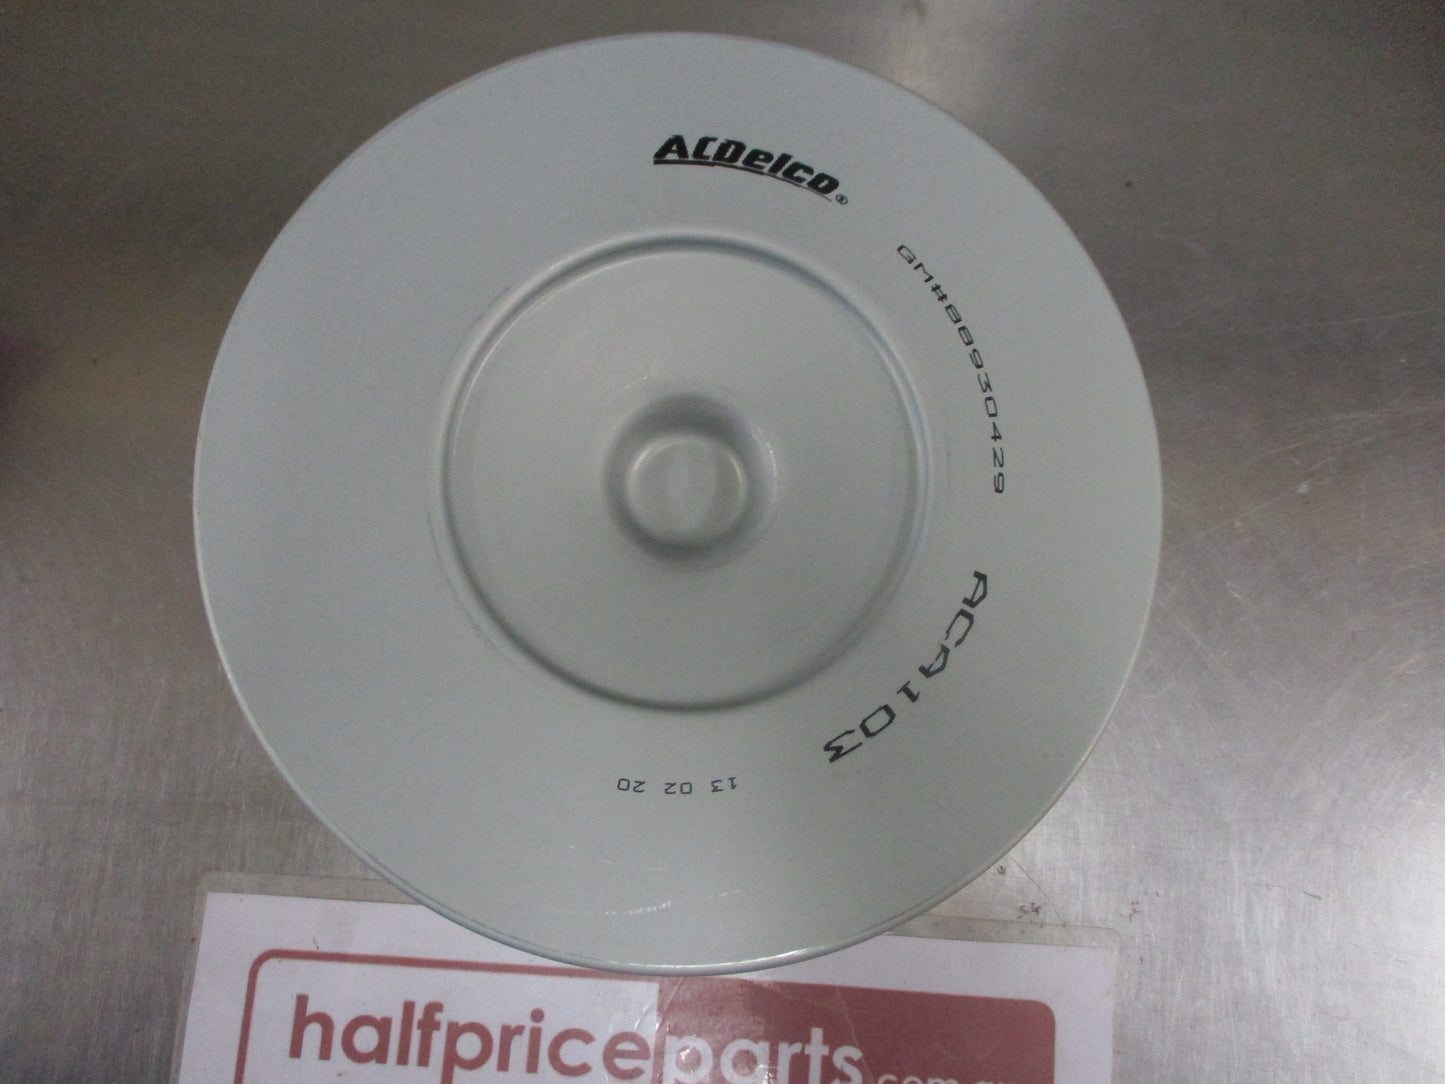 ACDelco®
GM#88930429
ACA103
13 02 20
halfpriceparts